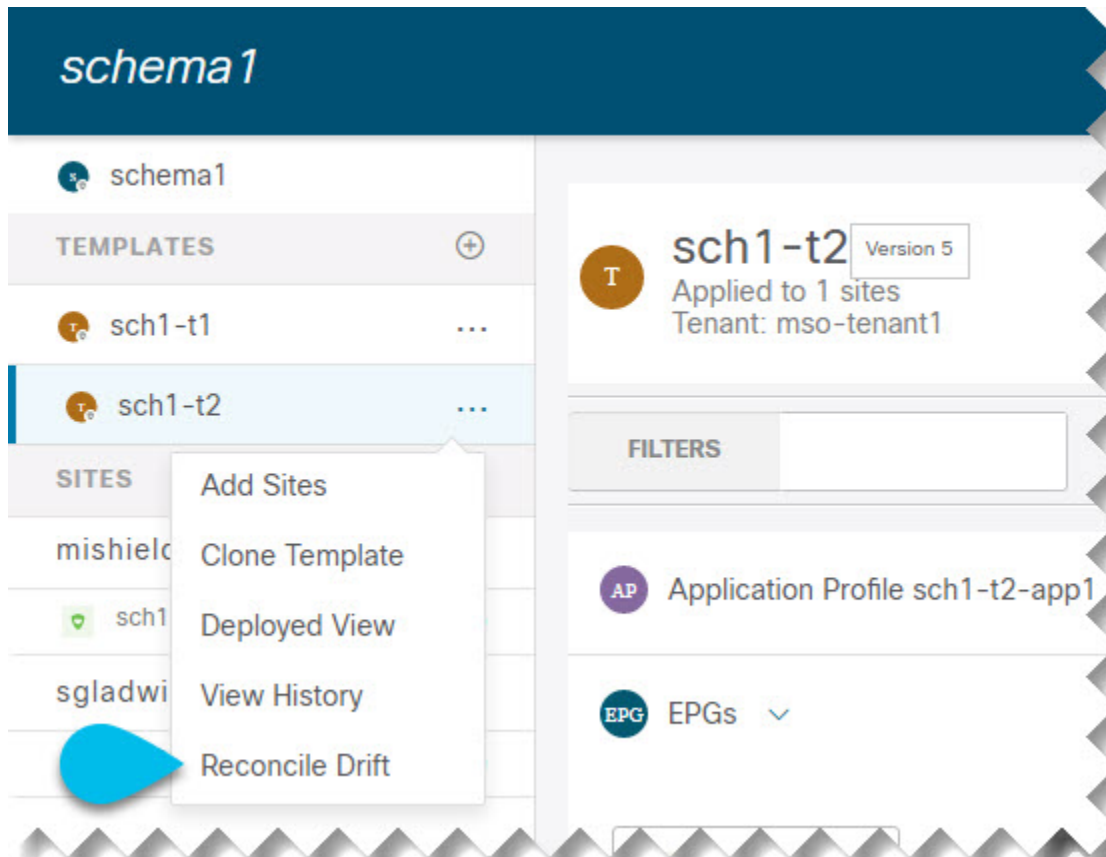 schema1
schema1
TEMPLATES
sch1-t1
sch1-t2
SITES
Add Sites
Clone Template
sch1
Deployed View
View History
Reconcile Drift
T
sch1-t2 Version 5
Applied to 1 sites
Tenant: mso-tenant1
FILTERS
AP Application Profile sch1-t2-app1
EPG EPGs